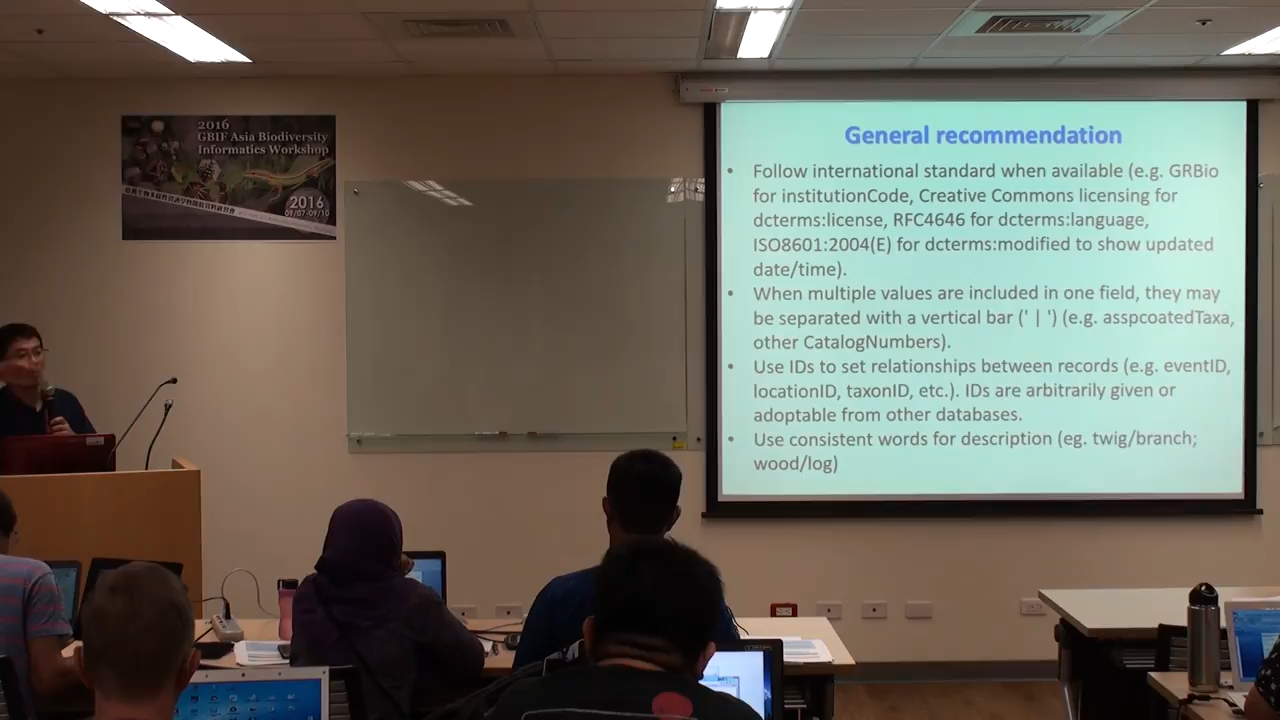 2016
GBIF Asia Biodiversity
Informatics Workshop
2016
09/07-09/10
General recommendation
• Follow international standard when available (e.g. GRBio
for institutionCode, Creative Commons licensing for
dcterms:license, RFC4646 for dcterms:language,
ISO8601:2004(E) for dcterms:modified to show updated
date/time).
• When multiple values are included in one field, they may
be separated with a vertical bar (' | ') (e.g. asspcoatedTaxa,
other CatalogNumbers).
• Use IDs to set relationships between records (e.g. eventID,
locationID, taxonID, etc.). IDs are arbitrarily given or
adoptable from other databases.
• Use consistent words for description (eg. twig/branch;
wood/log)